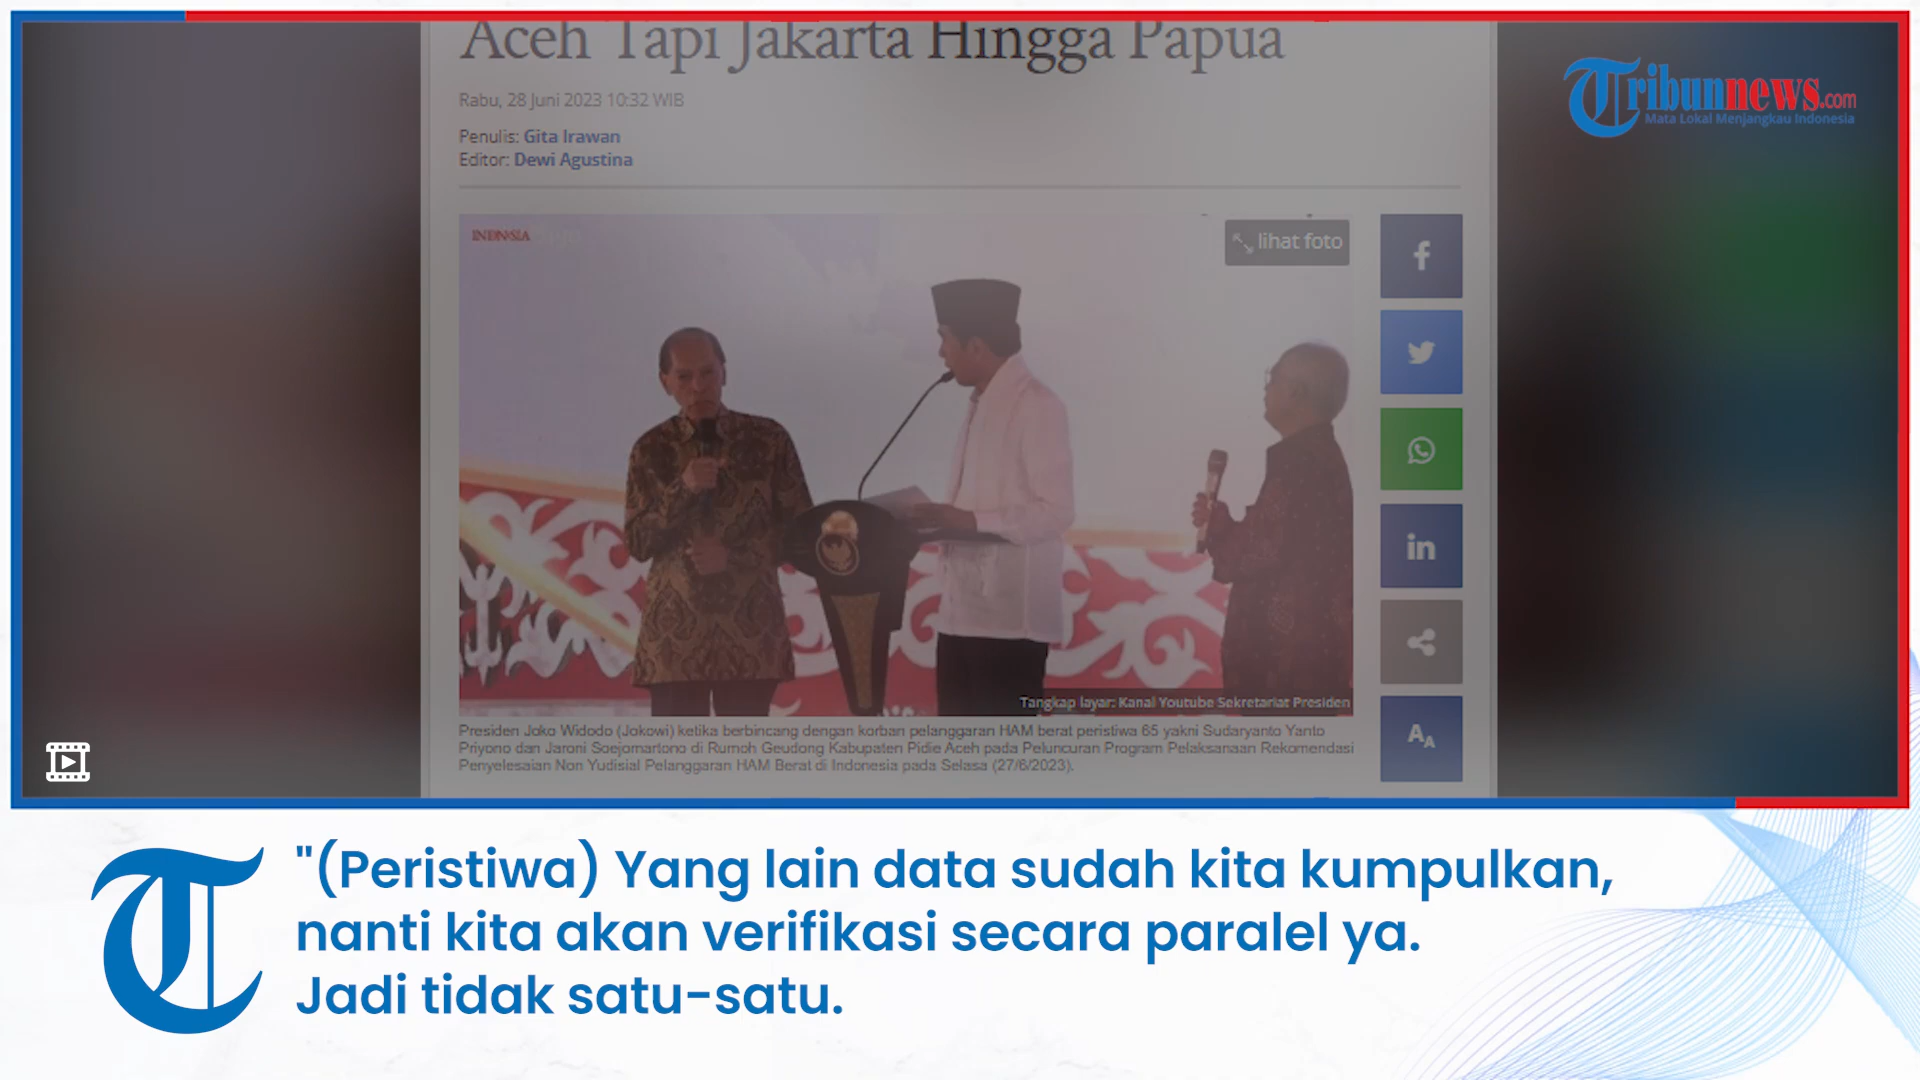 Aceh Tapi Jakarta Hingga Papua
Tribunnews.com
Mata Lokal Menjangkau Indonesia
Rabu, 28 Juni 2023 10:32 WIB
Penulis: Gita Irawan
Editor: Dewi Agustina
lihat foto
Tangkap layar: Kanal Youtube Sekretariat Presiden
Presiden Joko Widodo (Jokowi) ketika berbincang dengan korban pelanggaran HAM berat peristiwa 65 yakni Sudaryanto Yanto
Priyono dan Jaroni Soejomartono di Rumoh Geudong Kabupaten Pidie Aceh pada Peluncuran Program Pelaksanaan Rekomendasi
Penyelesaian Non Yudisial Pelanggaran HAM Berat di Indonesia pada Selasa (27/6/2023).
"(Peristiwa) Yang lain data sudah kita kumpulkan,
nanti kita akan verifikasi secara paralel ya.
Jadi tidak satu-satu.